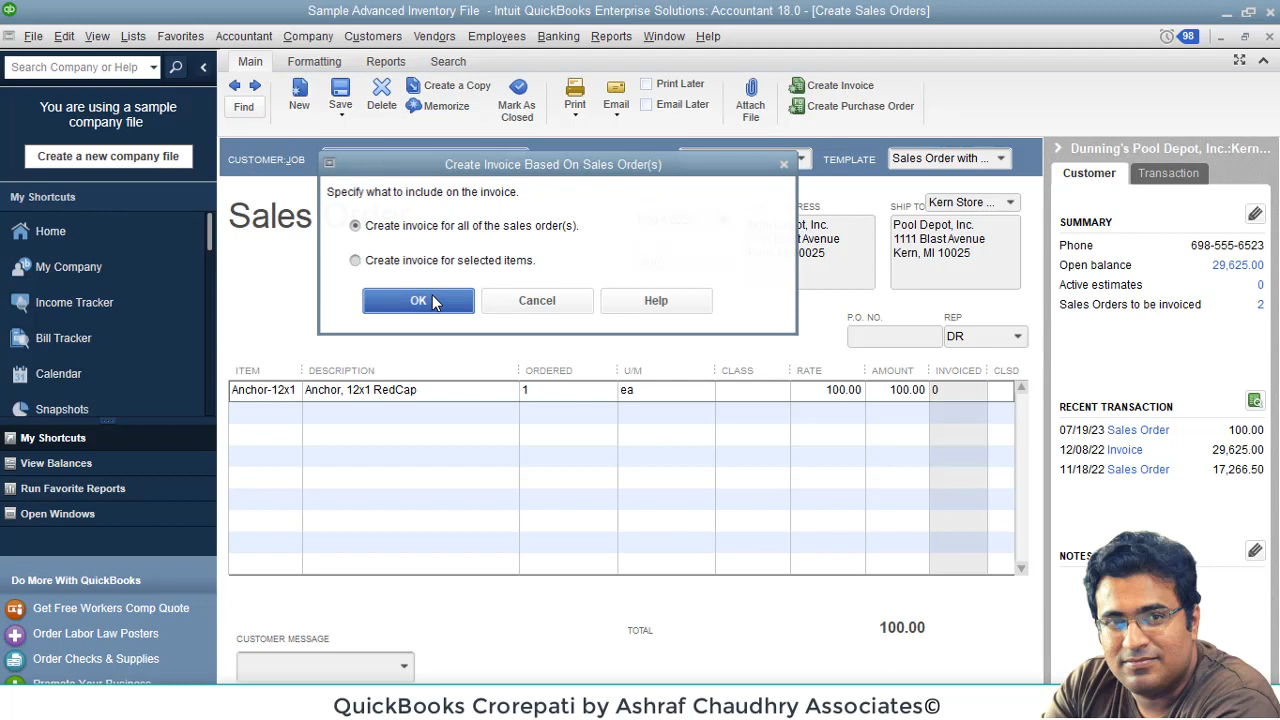 Sample Advanced Inventory File - Intuit QuickBooks Enterprise Solutions: Accountant 18.0 - [Create Sales Orders]
File Edit View Lists Favorites Accountant Company Customers Vendors Employees Banking Reports Window Help 98
Search Company or Help
Main Formatting Reports Search
Find New Save Delete Create a Copy Memorize Mark As Closed Print Email Print Later Email Later Attach File Create Invoice Create Purchase Order
You are using a sample
company file
Create a new company file
My Shortcuts
Home
My Company
Income Tracker
Bill Tracker
Calendar
Snapshots
My Shortcuts
View Balances
Run Favorite Reports
Open Windows
Do More With QuickBooks
Get Free Workers Comp Quote
Order Labor Law Posters
Order Checks & Supplies
Promote Your Business
CUSTOMER:JOB
TEMPLATE Sales Order with ...
Create Invoice Based On Sales Order(s)
Specify what to include on the invoice.
Create invoice for all of the sales order(s).
Create invoice for selected items.
OK Cancel Help
Sales
SHIP TO Kern Store ...
Pool Depot, Inc.
1111 Blast Avenue
Kern, MI 10025
P.O. NO. REP
DR
ITEM DESCRIPTION ORDERED U/M CLASS RATE AMOUNT INVOICED CLSD
Anchor-12x1 Anchor, 12x1 RedCap 1 ea 100.00 100.00 0
TOTAL 100.00
CUSTOMER MESSAGE
Dunning's Pool Depot, Inc.:Kern...
Customer Transaction
SUMMARY
Phone 698-555-6523
Open balance 29,625.00
Active estimates 0
Sales Orders to be invoiced 2
RECENT TRANSACTION
07/19/23 Sales Order 100.00
12/08/22 Invoice 29,625.00
11/18/22 Sales Order 17,266.50
NOTES
QuickBooks Crorepati by Ashraf Chaudhry Associates©